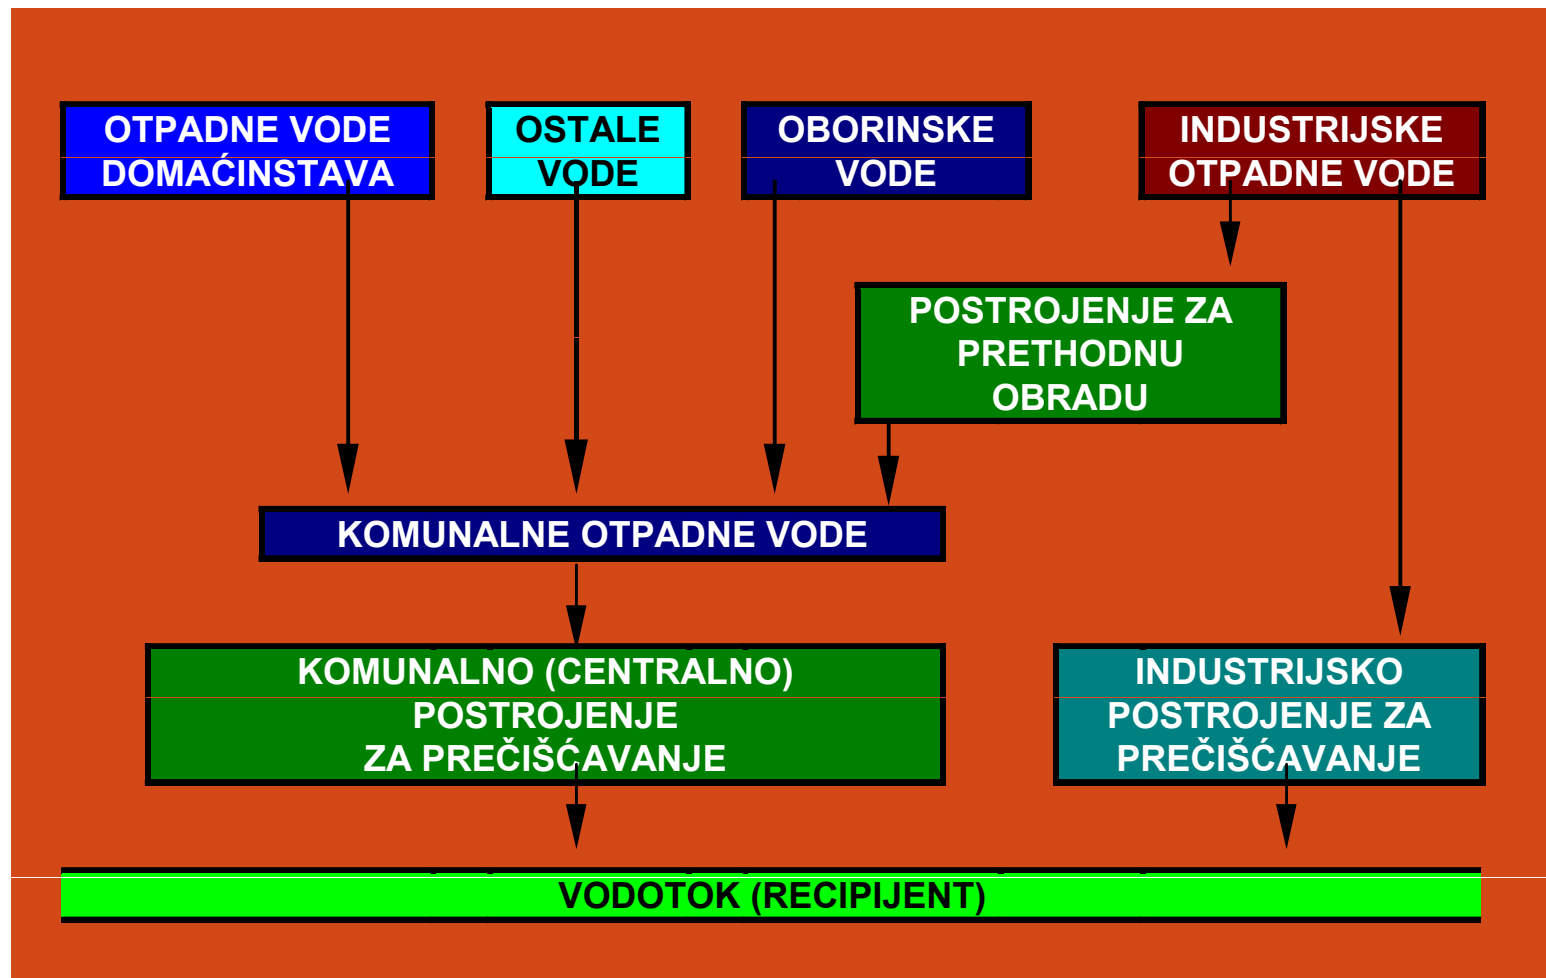 OTPADNE VODE
DOMAĆINSTAVA
OSTALE
VODE
OBORINSKE
VODE
INDUSTRIJSKE
OTPADNE VODE
POSTROJENJE ZA
PRETHODNU
OBRADU
KOMUNALNE OTPADNE VODE
KOMUNALNO (CENTRALNO)
POSTROJENJE
ZA PREČIŠĆAVANJE
INDUSTRIJSKO
POSTROJENJE ZA
PREČIŠĆAVANJE
VODOTOK (RECIPIJENT)